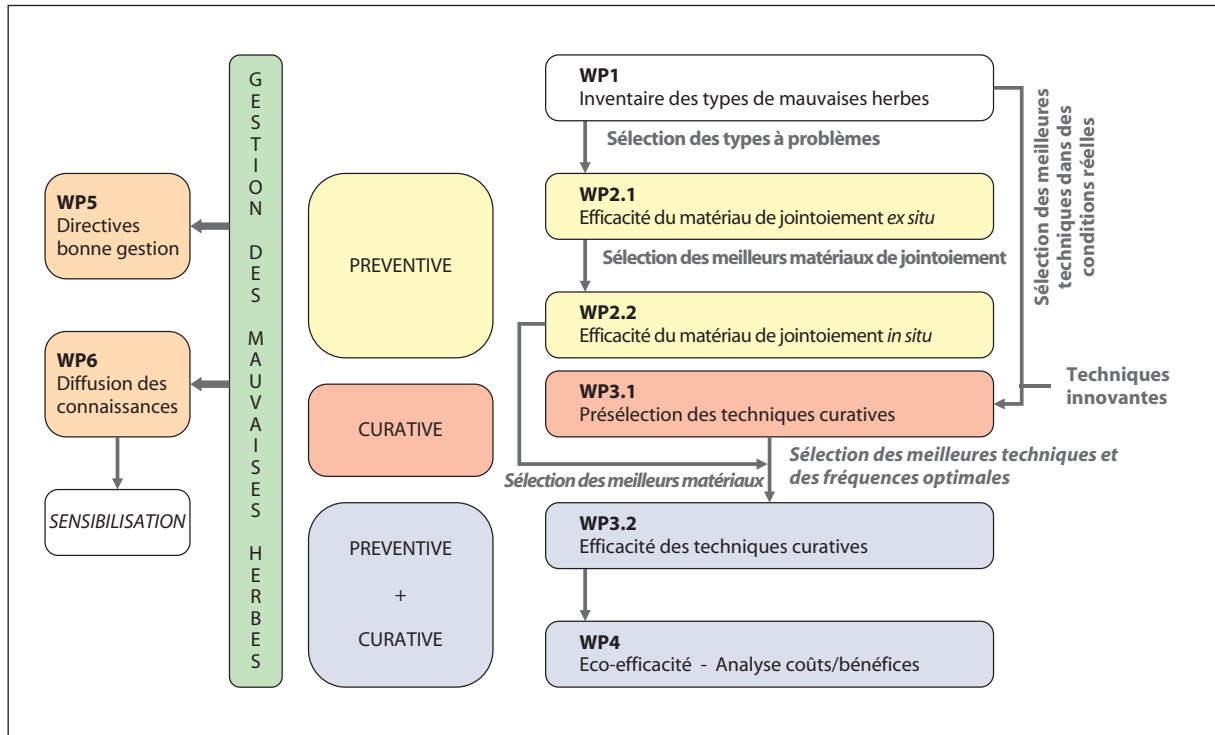 WP5
Directives
bonne gestion
WP6
Diffusion des
connaissances
SENSIBILISATION
GESTION DES MAUVAISES HERBES
PREVENTIVE
CURATIVE
PREVENTIVE
+
CURATIVE
WP1
Inventaire des types de mauvaises herbes
Sélection des types à problèmes
WP2.1
Efficacité du matériau de jointoiement ex situ
Sélection des meilleurs matériaux de jointoiement
WP2.2
Efficacité du matériau de jointoiement in situ
WP3.1
Présélection des techniques curatives
Sélection des meilleurs matériaux
Sélection des meilleures techniques et
des fréquences optimales
WP3.2
Efficacité des techniques curatives
WP4
Eco-efficacité - Analyse coûts/bénéfices
Sélection des meilleures
techniques dans des
conditions réelles
Techniques
innovantes